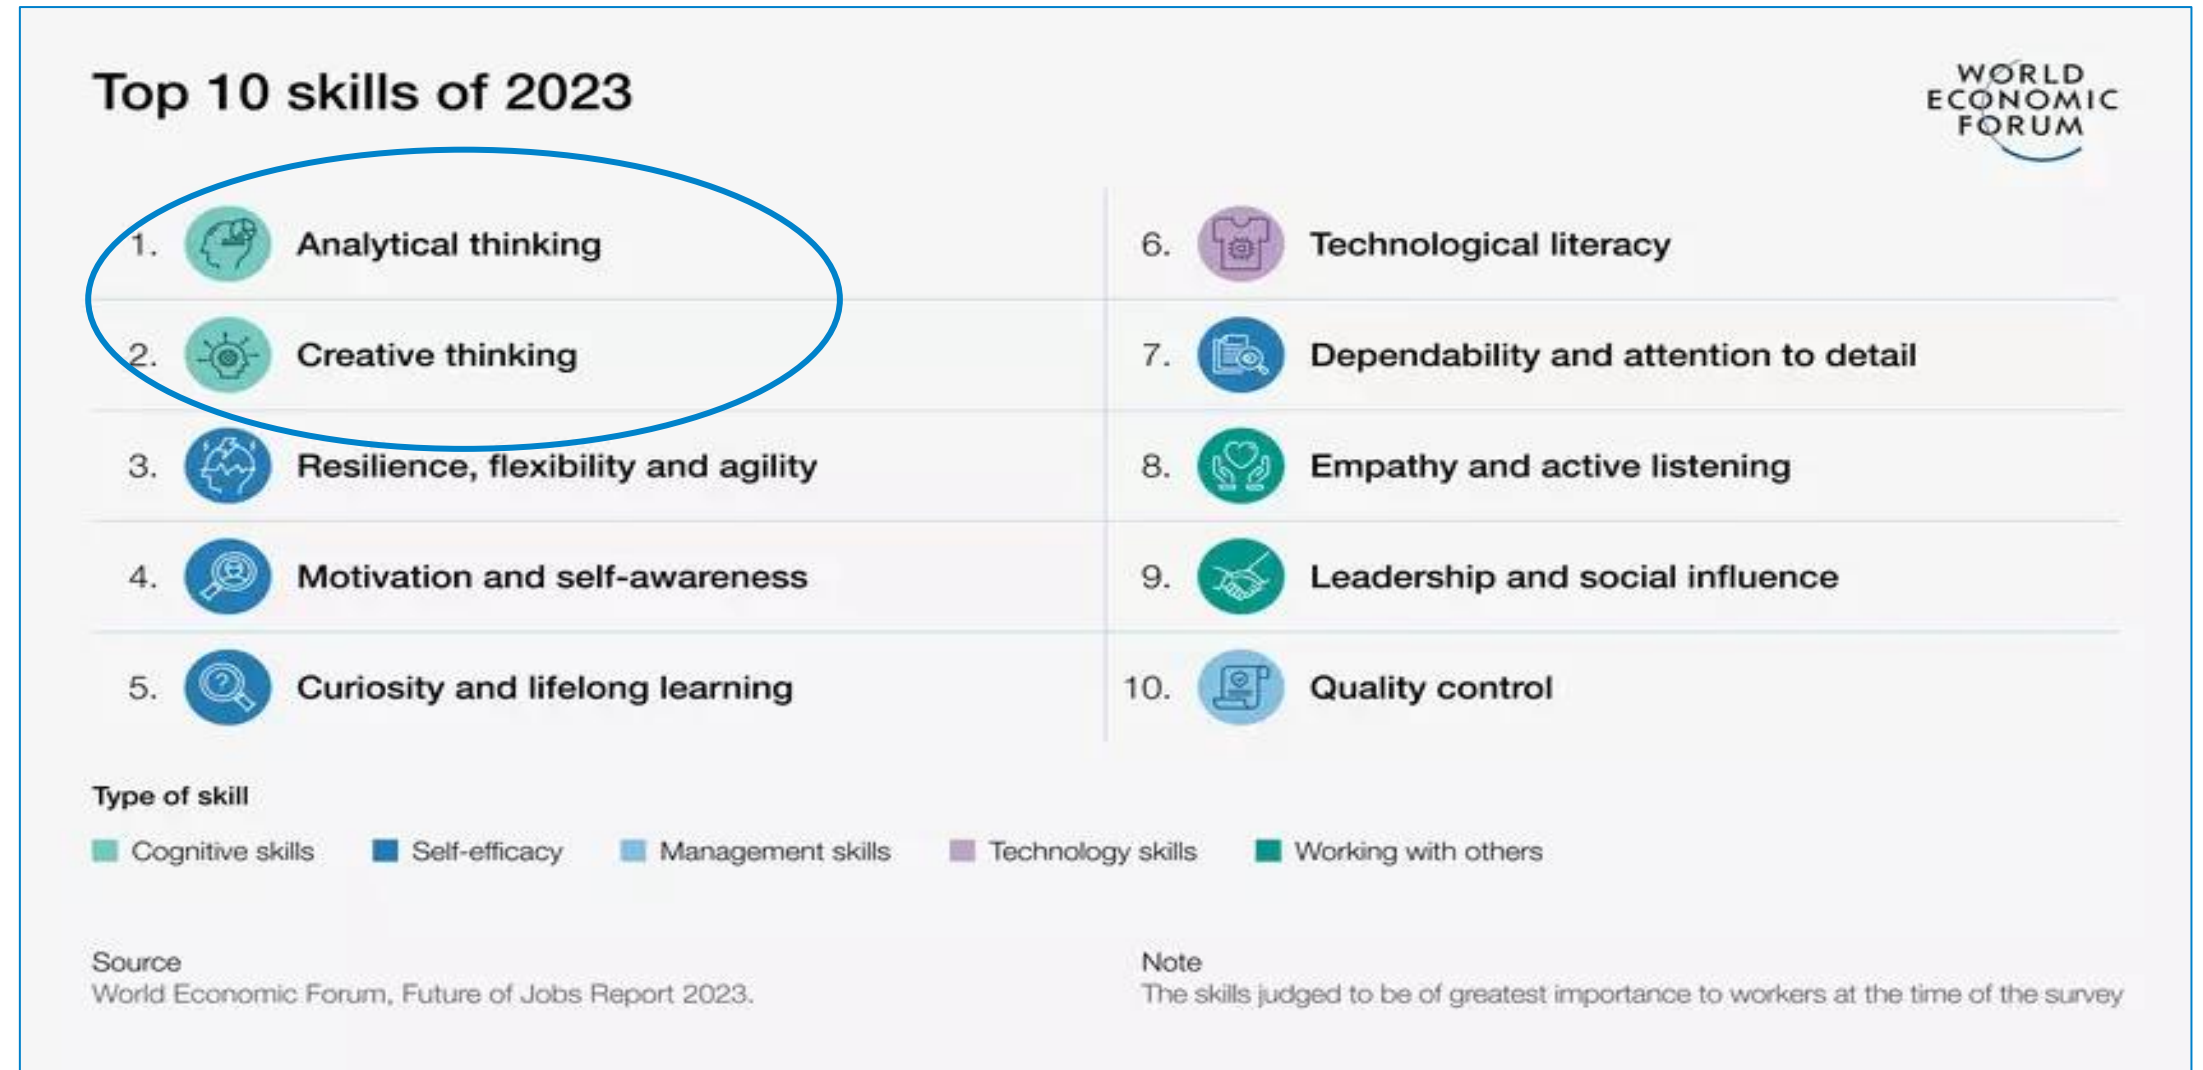 Top 10 skills of 2023
WORLD
ECONOMIC
FORUM
1. Analytical thinking
2. Creative thinking
3. Resilience, flexibility and agility
4. Motivation and self-awareness
5. Curiosity and lifelong learning
6. Technological literacy
7. Dependability and attention to detail
8. Empathy and active listening
9. Leadership and social influence
10. Quality control
Type of skill
Cognitive skills Self-efficacy Management skills Technology skills Working with others
Source
World Economic Forum, Future of Jobs Report 2023.
Note
The skills judged to be of greatest importance to workers at the time of the survey